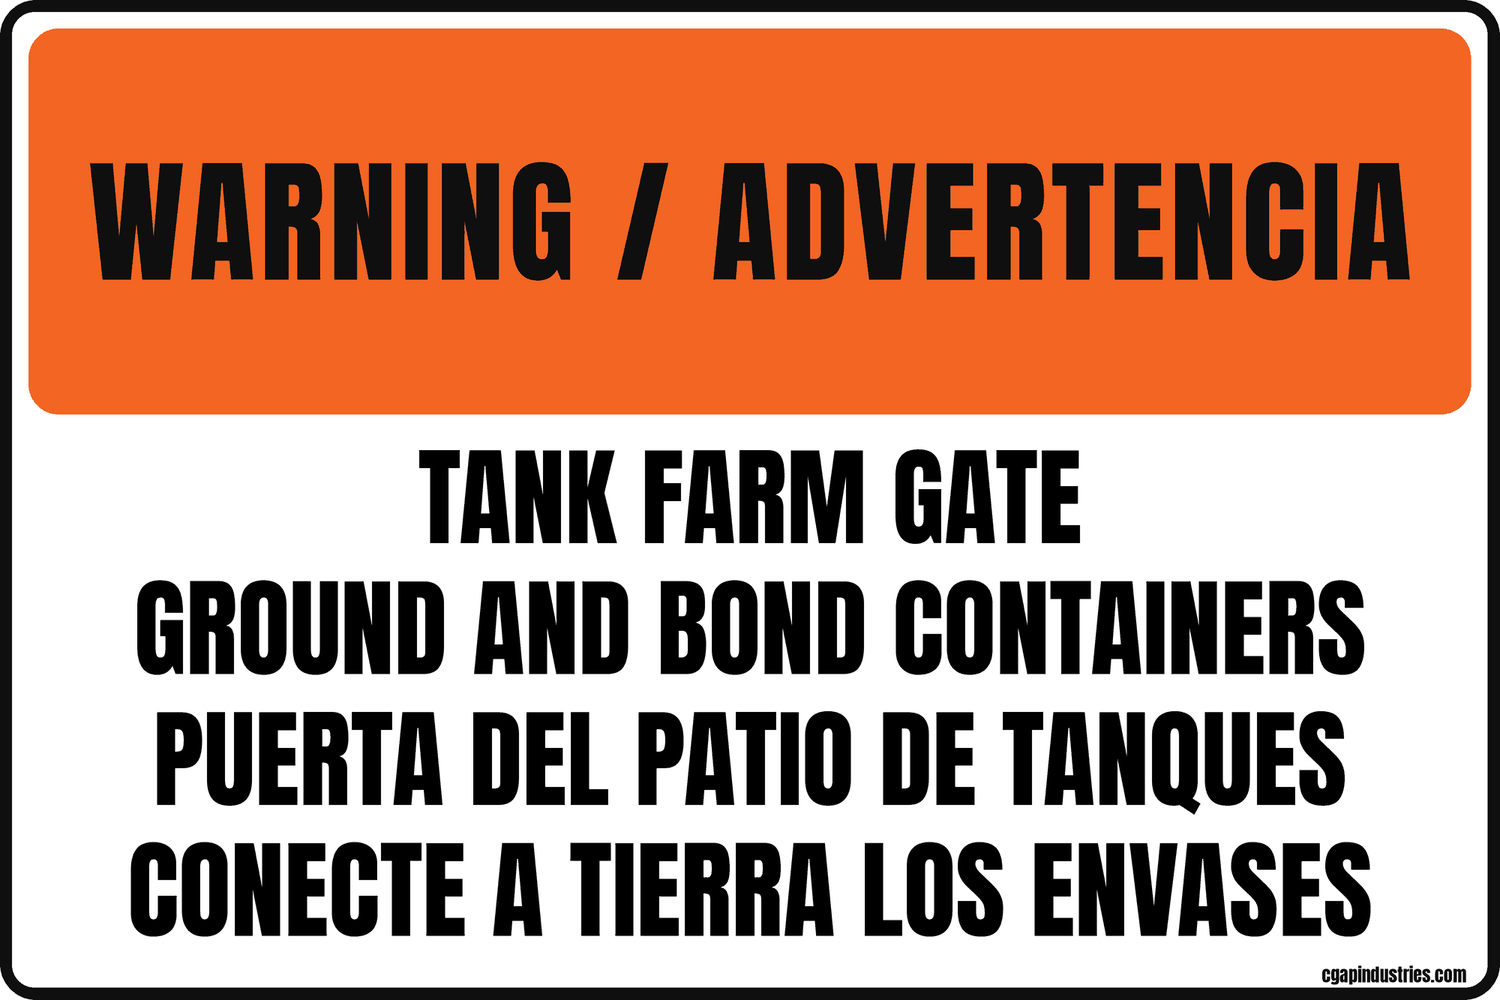 WARNING / ADVERTENCIA
TANK FARM GATE
GROUND AND BOND CONTAINERS
PUERTA DEL PATIO DE TANQUES
CONECTE A TIERRA LOS ENVASES
cgapindustries.com